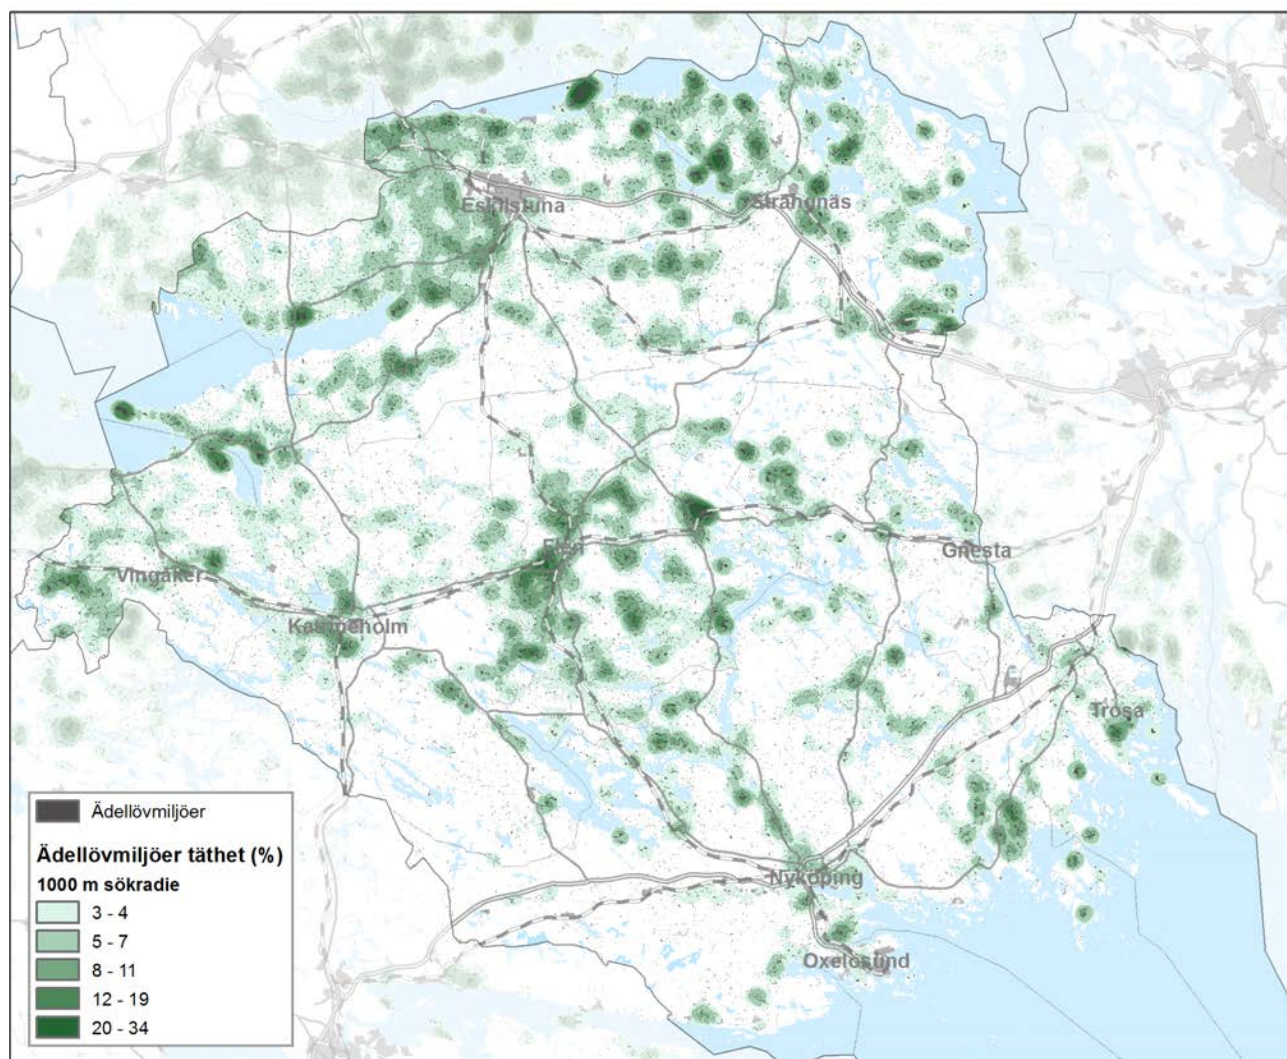 Eskilstuna
Strängnäs
Flen
Gnesta
Vingåker
Katrineholm
Trosa
Nyköping
Oxelösund
Ädellövmiljöer
Ädellövmiljöer täthet (%)
1000 m sökradie
3 - 4
5 - 7
8 - 11
12 - 19
20 - 34